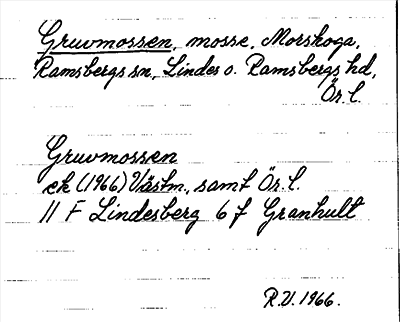 Gruvmossen, mosse, Morskoga,
Ramsbergs sn, Lindes o. Ramsbergs hd,
Ör. l.
Gruvmossen
ek (1966) Västm., samt Ör. l.
11 F Lindesberg 6 f Granhult
R.V. 1966.